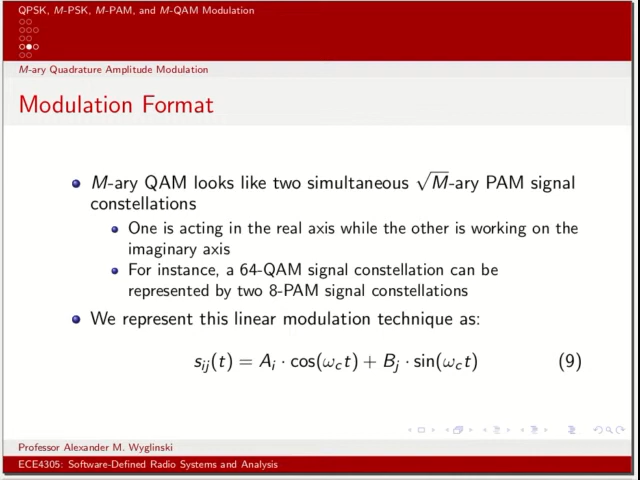 QPSK, M-PSK, M-PAM, and M-QAM Modulation
M-ary Quadrature Amplitude Modulation
Modulation Format
M-ary QAM looks like two simultaneous √M-ary PAM signal
constellations
One is acting in the real axis while the other is working on the
imaginary axis
For instance, a 64-QAM signal constellation can be
represented by two 8-PAM signal constellations
We represent this linear modulation technique as:
s_{ij}(t) = A_i · cos(ω_c t) + B_j · sin(ω_c t) (9)
Professor Alexander M. Wyglinski
ECE4305: Software-Defined Radio Systems and Analysis